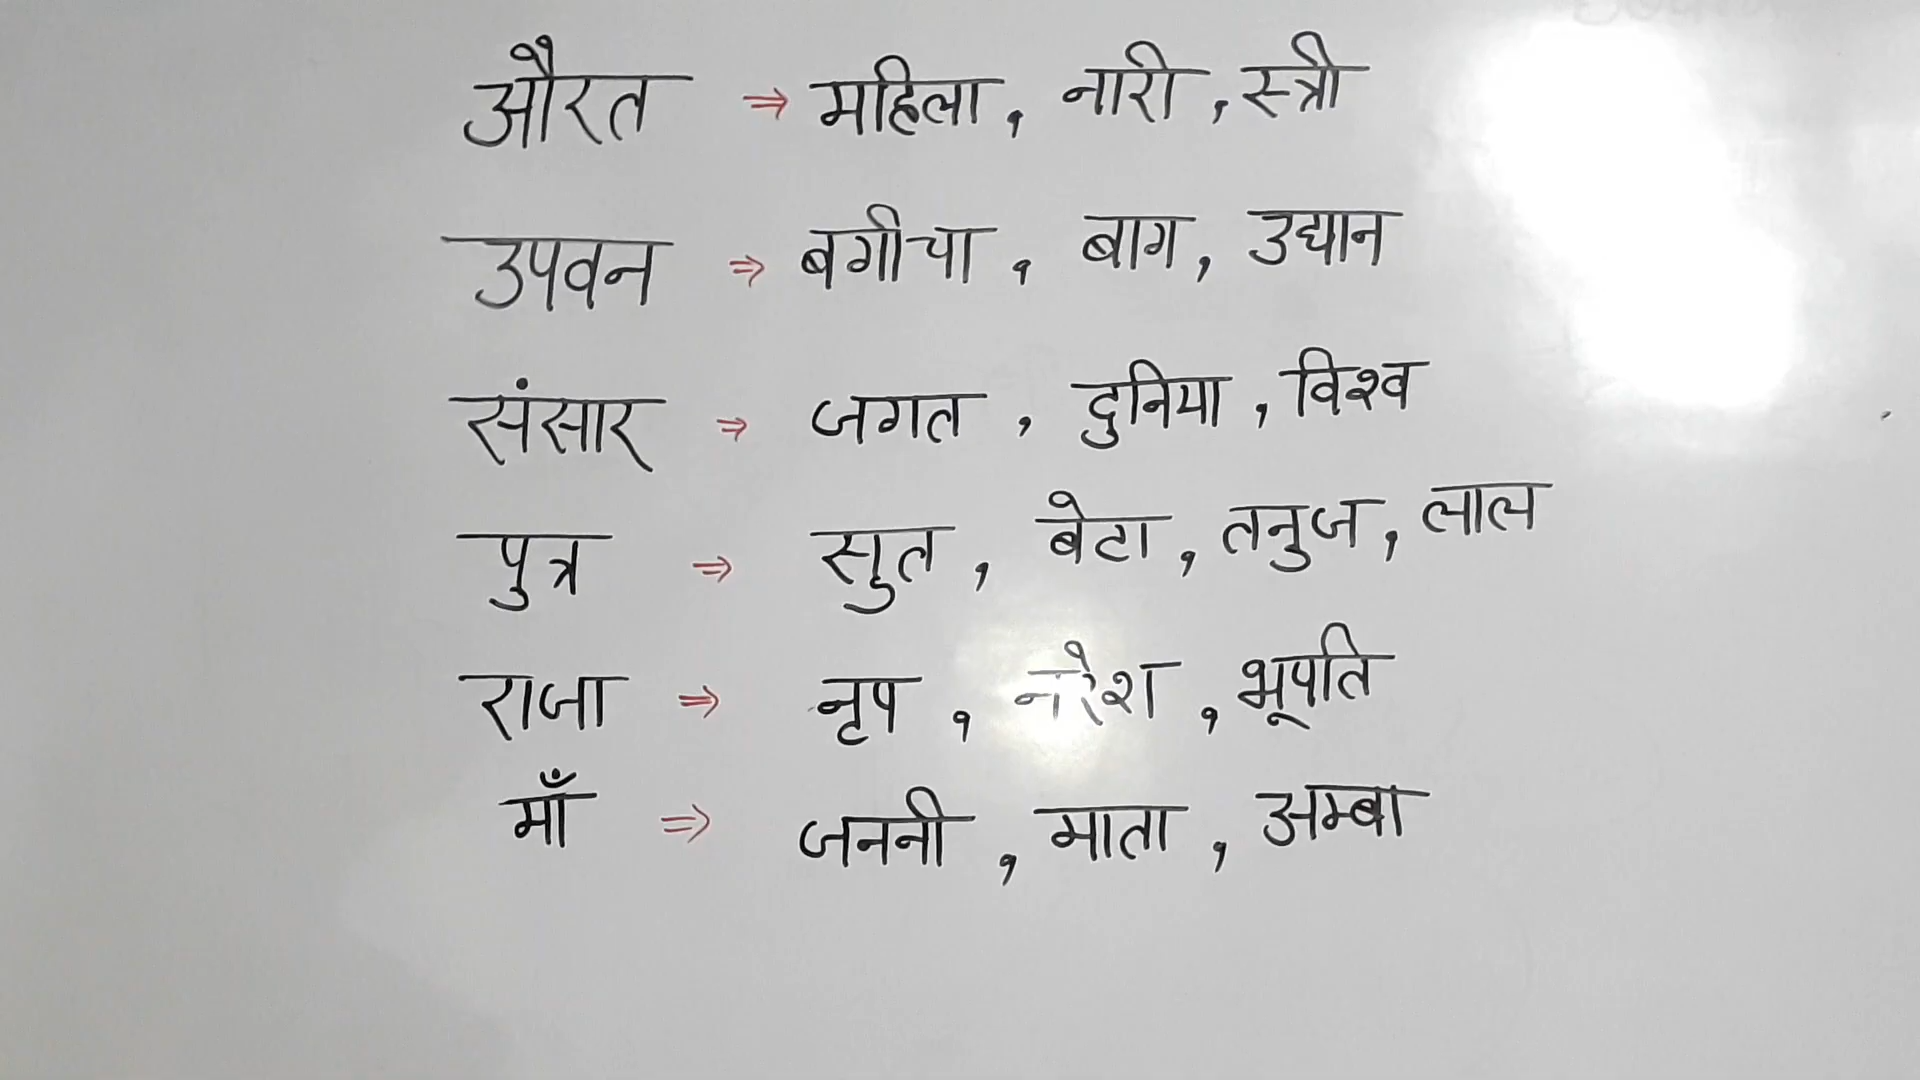 औरत ⇒ महिला, नारी, स्त्री
उपवन ⇒ बगीचा, बाग, उद्यान
संसार ⇒ जगत, दुनिया, विश्व
पुत्र ⇒ सुत, बेटा, तनुज, लाल
राजा ⇒ नृप, नरेश, भूपति
माँ ⇒ जननी, माता, अम्बा